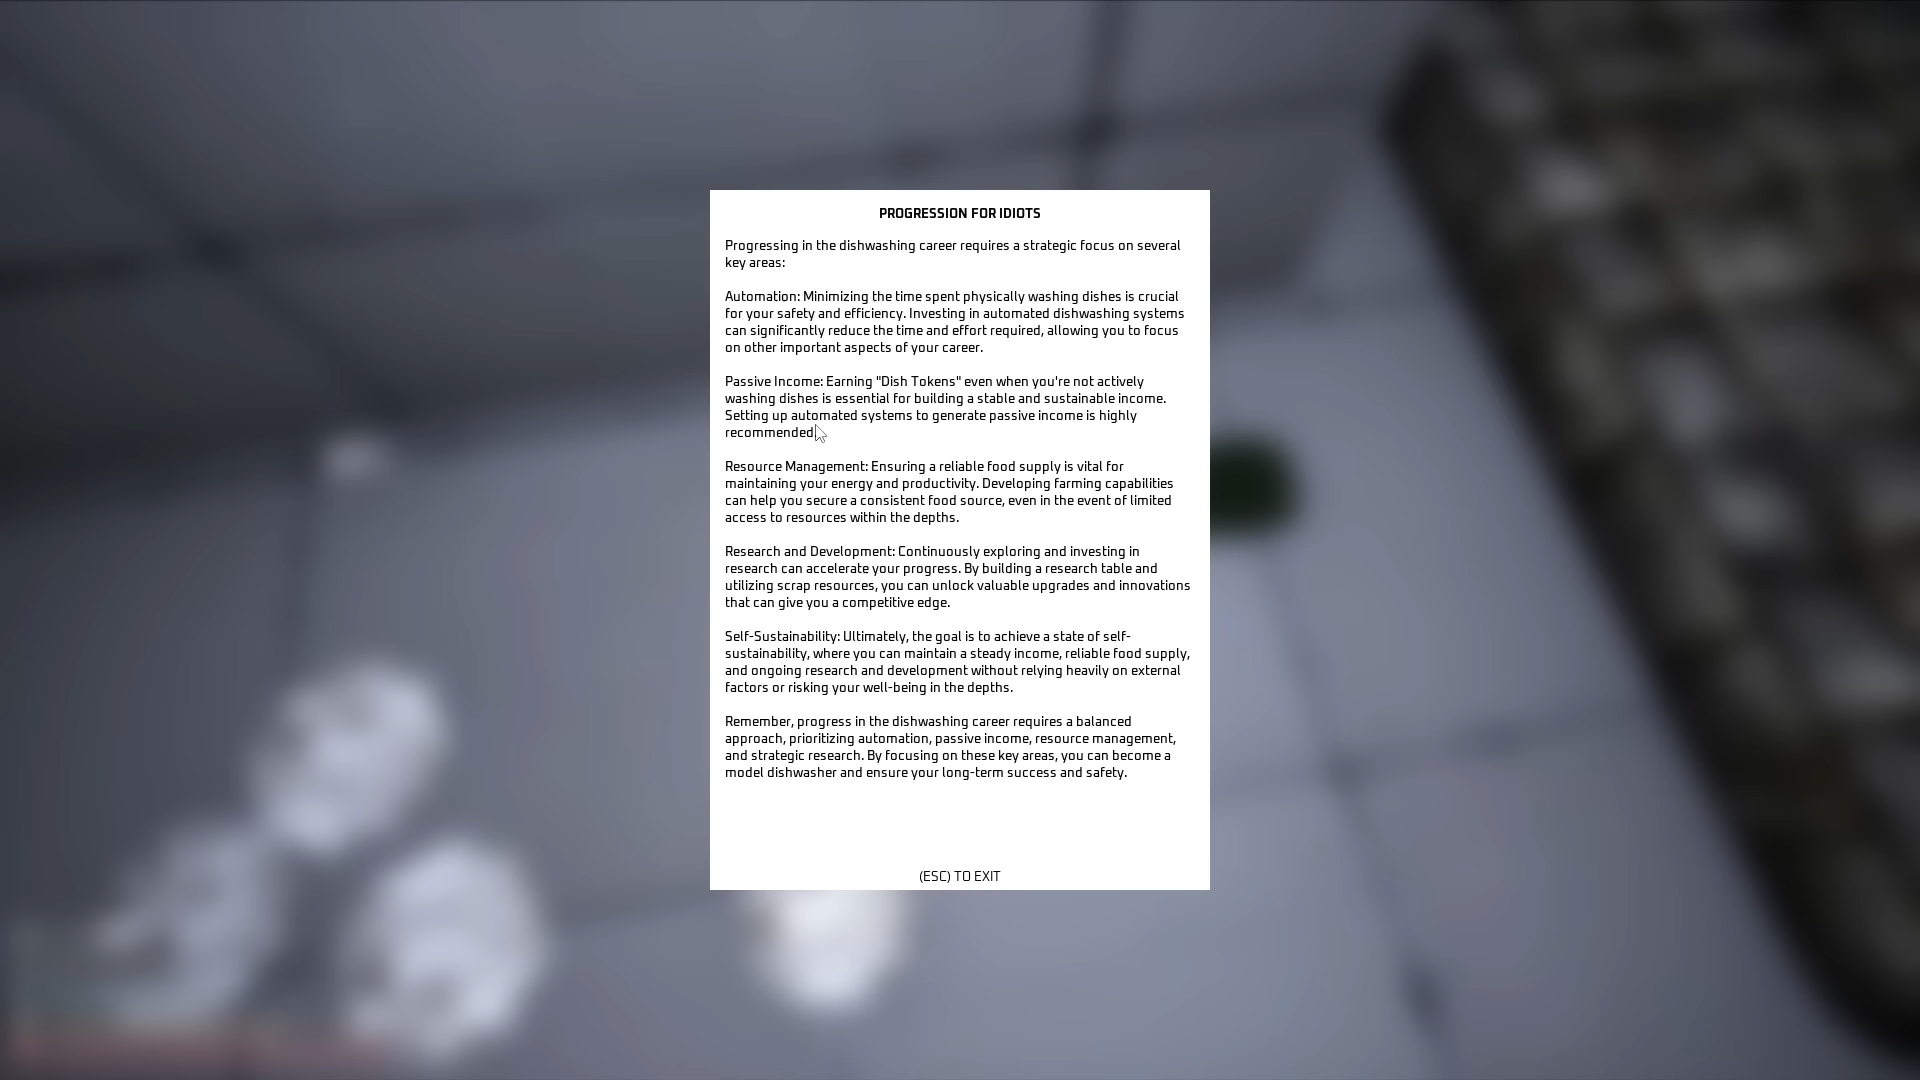 PROGRESSION FOR IDIOTS
Progressing in the dishwashing career requires a strategic focus on several
key areas:
Automation: Minimizing the time spent physically washing dishes is crucial
for your safety and efficiency. Investing in automated dishwashing systems
can significantly reduce the time and effort required, allowing you to focus
on other important aspects of your career.
Passive Income: Earning "Dish Tokens" even when you're not actively
washing dishes is essential for building a stable and sustainable income.
Setting up automated systems to generate passive income is highly
recommended
Resource Management: Ensuring a reliable food supply is vital for
maintaining your energy and productivity. Developing farming capabilities
can help you secure a consistent food source, even in the event of limited
access to resources within the depths.
Research and Development: Continuously exploring and investing in
research can accelerate your progress. By building a research table and
utilizing scrap resources, you can unlock valuable upgrades and innovations
that can give you a competitive edge.
Self-Sustainability: Ultimately, the goal is to achieve a state of self-
sustainability, where you can maintain a steady income, reliable food supply,
and ongoing research and development without relying heavily on external
factors or risking your well-being in the depths.
Remember, progress in the dishwashing career requires a balanced
approach, prioritizing automation, passive income, resource management,
and strategic research. By focusing on these key areas, you can become a
model dishwasher and ensure your long-term success and safety.
(ESC) TO EXIT